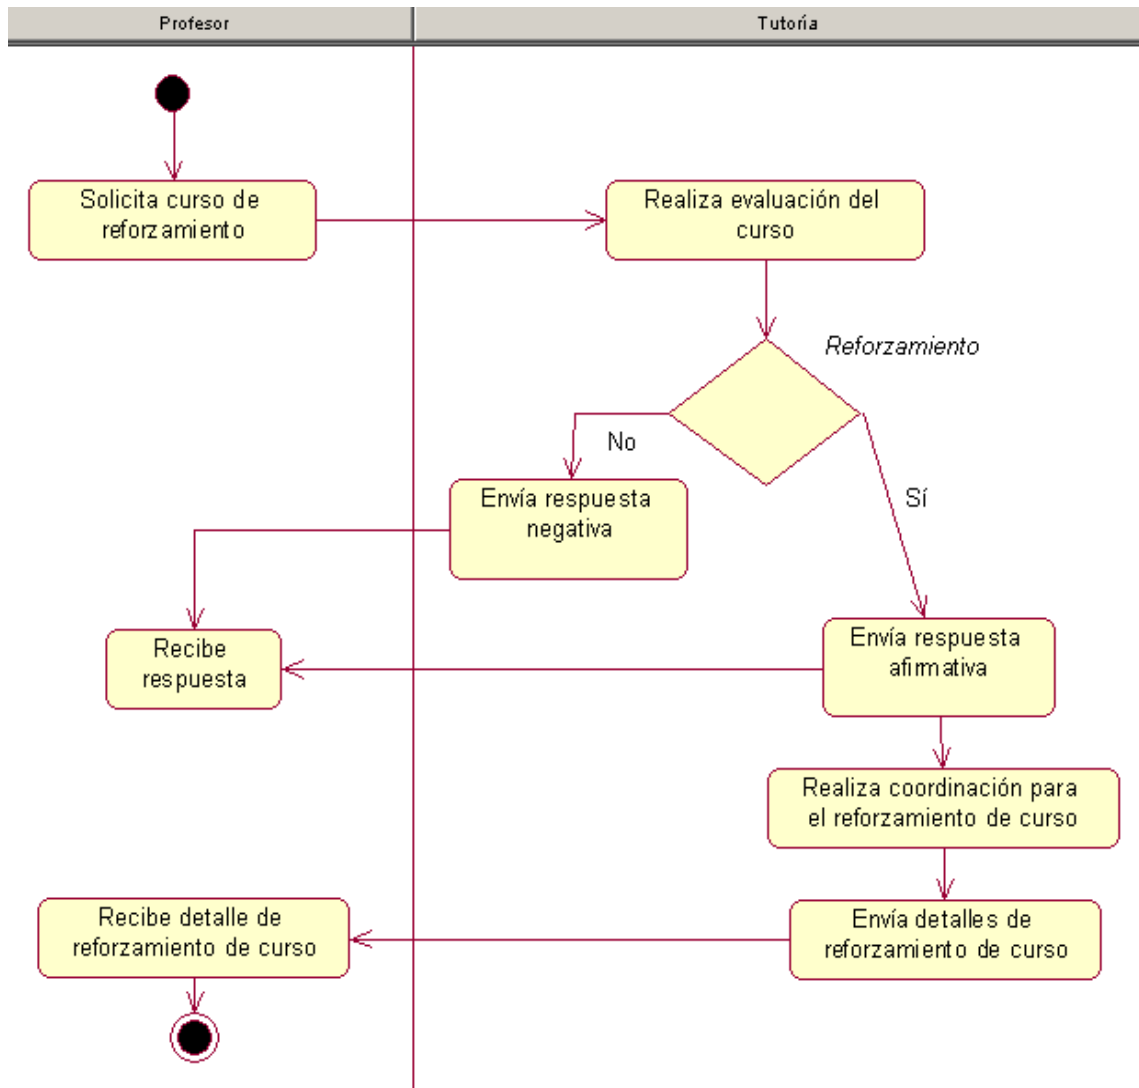 Profesor
Tutoría
Solicita curso de
reforzamiento
Realiza evaluación del
curso
Reforzamiento
No
Sí
Envía respuesta
negativa
Recibe
respuesta
Envía respuesta
afirmativa
Realiza coordinación para
el reforzamiento de curso
Recibe detalle de
reforzamiento de curso
Envía detalles de
reforzamiento de curso